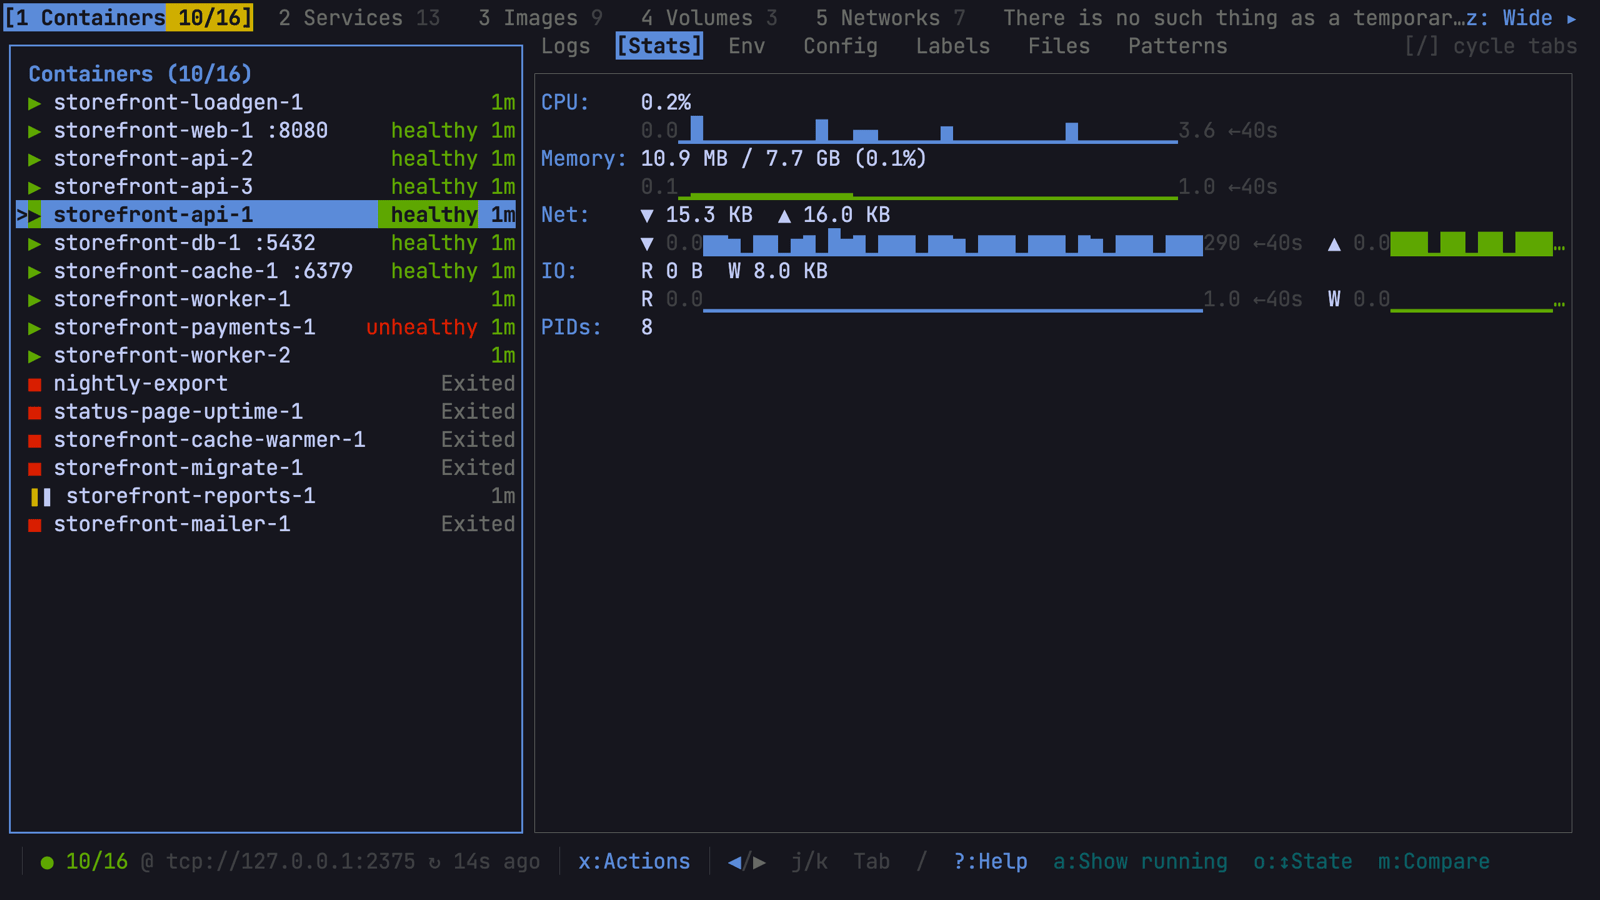 [1 Containers 10/16] 2 Services 13 3 Images 9 4 Volumes 3 5 Networks 7 There is no such thing as a temporar…z: Wide ▸
Logs [Stats] Env Config Labels Files Patterns [/] cycle tabs
Containers (10/16)
▶ storefront-loadgen-1 1m
▶ storefront-web-1 :8080 healthy 1m
▶ storefront-api-2 healthy 1m
▶ storefront-api-3 healthy 1m
>▶ storefront-api-1 healthy 1m
▶ storefront-db-1 :5432 healthy 1m
▶ storefront-cache-1 :6379 healthy 1m
▶ storefront-worker-1 1m
▶ storefront-payments-1 unhealthy 1m
▶ storefront-worker-2 1m
■ nightly-export Exited
■ status-page-uptime-1 Exited
■ storefront-cache-warmer-1 Exited
■ storefront-migrate-1 Exited
storefront-reports-1 1m
■ storefront-mailer-1 Exited
CPU: 0.2%
0.0 3.6 ←40s
Memory: 10.9 MB / 7.7 GB (0.1%)
0.1 1.0 ←40s
Net: ▼ 15.3 KB ▲ 16.0 KB
▼ 0.0 290 ←40s ▲ 0.0 …
IO: R 0 B W 8.0 KB
R 0.0 1.0 ←40s W 0.0 …
PIDs: 8
● 10/16 @ tcp://127.0.0.1:2375 ↻ 14s ago x:Actions ◀/▶ j/k Tab / ?:Help a:Show running o:↕State m:Compare